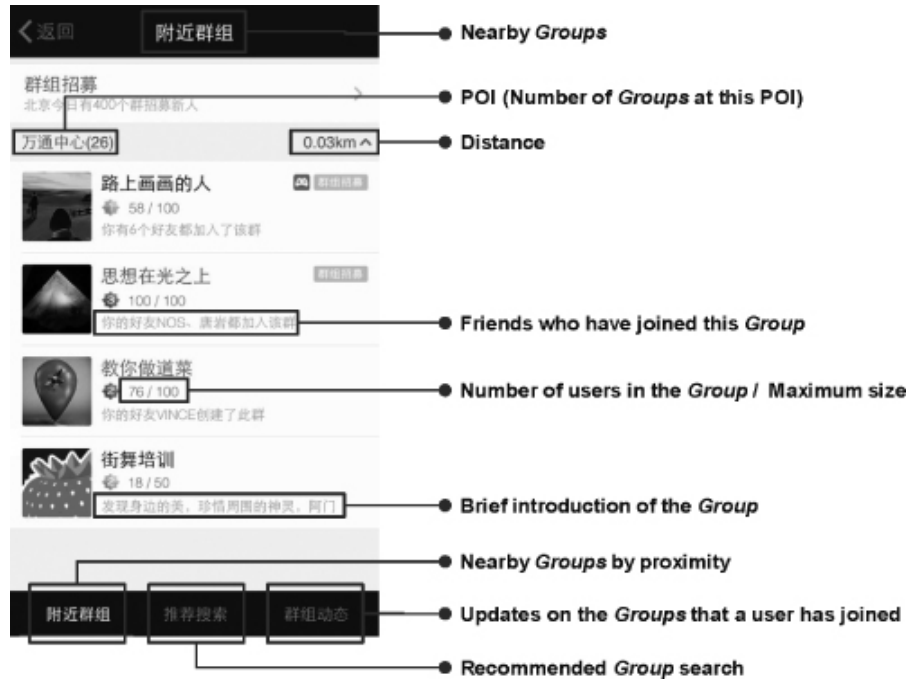 返回
附近群组
Nearby Groups
群组招募
北京今日有400个群招募新人
POI (Number of Groups at this POI)
万通中心(26)
0.03km
Distance
路上画画的人
群组招募
58 / 100
你有6个好友都加入了该群
思想在光之上
群组招募
100 / 100
你的好友NOS、唐岩都加入该群
Friends who have joined this Group
教你做道菜
76 / 100
Number of users in the Group / Maximum size
你的好友VINCE创建了此群
街舞培训
18 / 50
发现身边的美，珍惜周围的神灵，阿门
Brief introduction of the Group
Nearby Groups by proximity
附近群组
推荐搜索
群组动态
Updates on the Groups that a user has joined
Recommended Group search